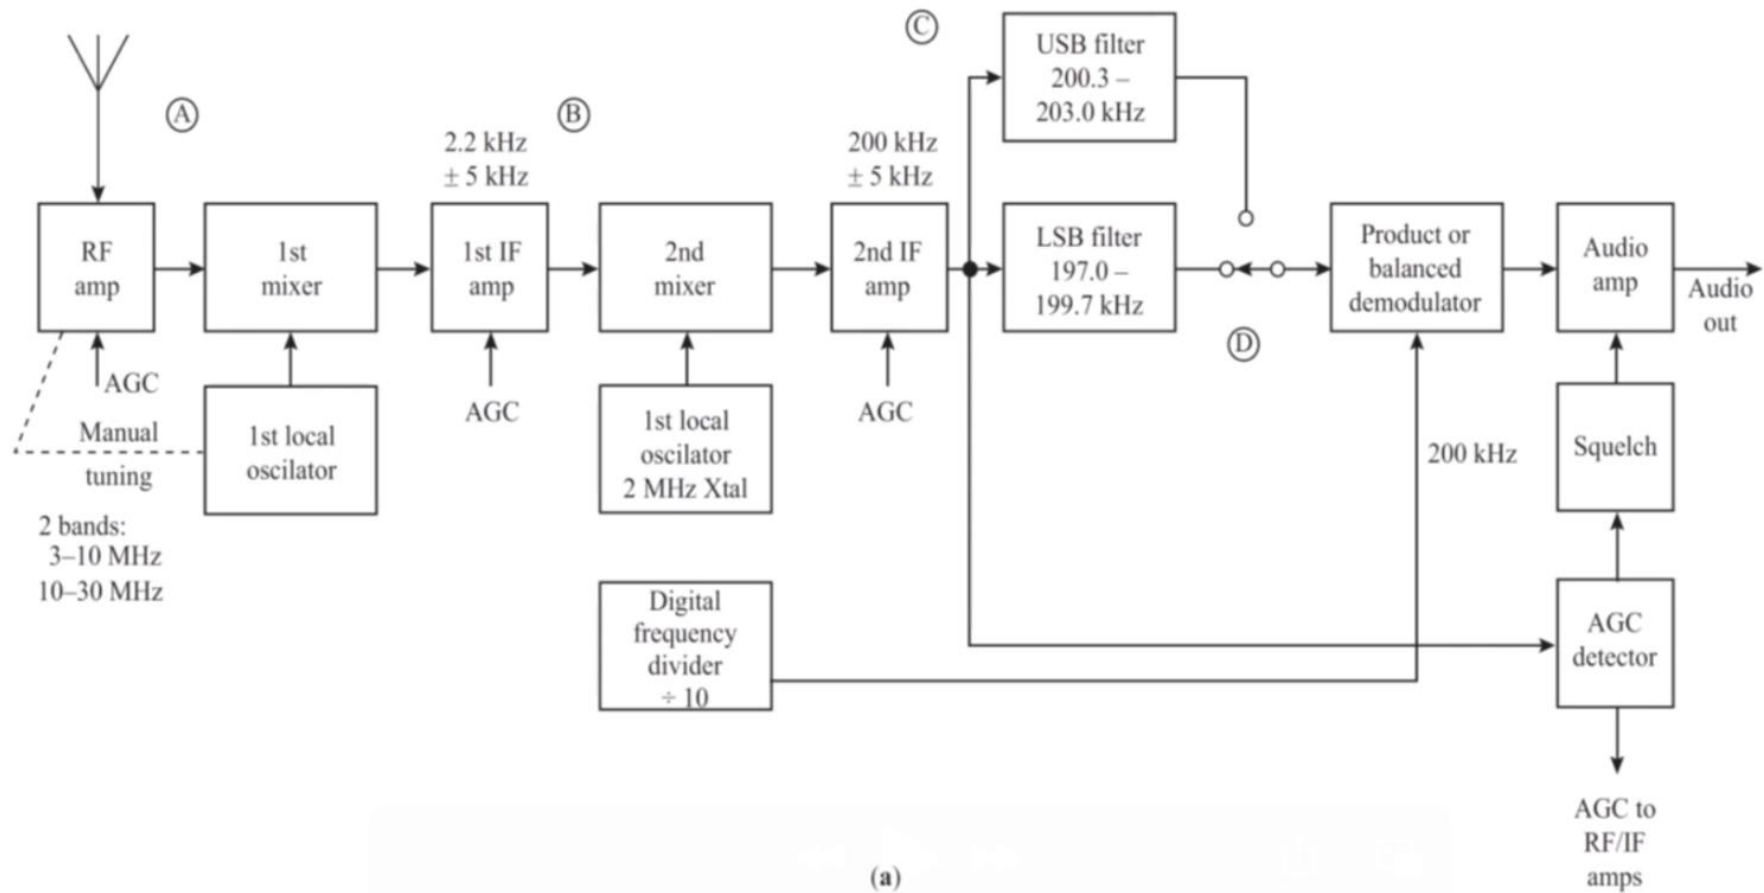 A
B
C
D
RF
amp
1st
mixer
2.2 kHz
± 5 kHz
1st IF
amp
2nd
mixer
200 kHz
± 5 kHz
2nd IF
amp
USB filter
200.3 –
203.0 kHz
LSB filter
197.0 –
199.7 kHz
Product or
balanced
demodulator
Audio
amp
Audio
out
AGC
Manual
tuning
2 bands:
3–10 MHz
10–30 MHz
1st local
oscilator
AGC
1st local
oscilator
2 MHz Xtal
AGC
200 kHz
Squelch
Digital
frequency
divider
÷ 10
AGC
detector
AGC to
RF/IF
amps
(a)